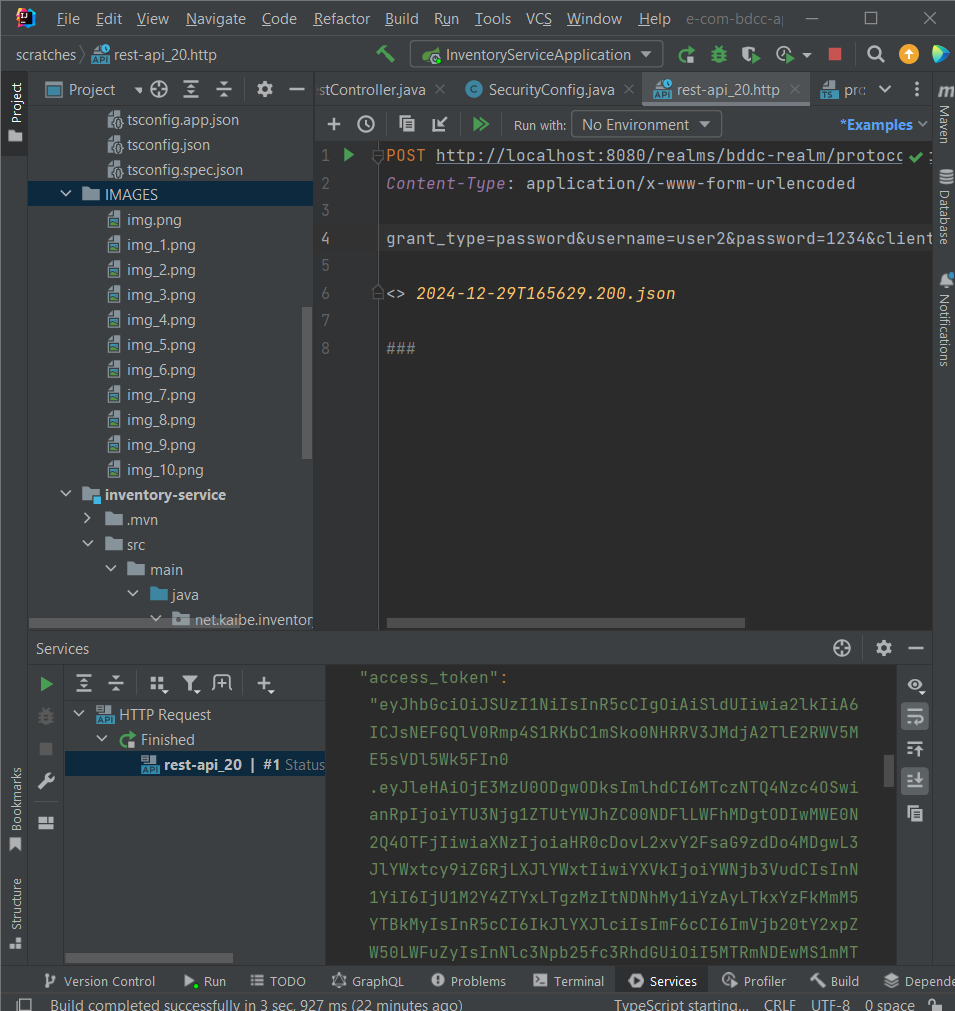 File Edit View Navigate Code Refactor Build Run Tools VCS Window Help e-com-bdcc-a
scratches rest-api_20.http InventoryServiceApplication
Project
Project
stController.java SecurityConfig.java rest-api_20.http
Run with: No Environment *Examples
tsconfig.app.json
tsconfig.json
tsconfig.spec.json
IMAGES
img.png
img_1.png
img_2.png
img_3.png
img_4.png
img_5.png
img_6.png
img_7.png
img_8.png
img_9.png
img_10.png
inventory-service
.mvn
src
main
java
net.kaibe.inventor
1 POST http://localhost:8080/realms/bddc-realm/protoco
2 Content-Type: application/x-www-form-urlencoded
3
4 grant_type=password&username=user2&password=1234&client
5
6 <> 2024-12-29T165629.200.json
7
8 ###
Maven
Database
Notifications
Services
HTTP Request
Finished
rest-api_20 | #1 Status
"access_token":
"eyJhbGciOiJSUzI1NiIsInR5cCIgOiAiSldUIiwia2lkIiA6
ICJsNEFGQlV0Rmp4S1RKbC1mSko0NHRRV3JMdjA2TlE2RWV5M
E5sVDl5Wk5FIn0
.eyJleHAiOjE3MzU0ODgwODksImlhdCI6MTczNTQ4Nzc4OSwi
anRpIjoiYTU3Njg1ZTUtYWJhZC00NDFlLWFhMDgtODIwMWE0N
2Q4OTFjIiwiaXNzIjoiaHR0cDovL2xvY2FsaG9zdDo4MDgwL3
JlYWxtcy9iZGRjLXJlYWxtIiwiYXVkIjoiYWNjb3VudCIsInN
1YiI6IjU1M2Y4ZTYxLTgzMzItNDNhMy1iYzAyLTkxYzFkMmM5
YTBkMyIsInR5cCI6IkJlYXJlciIsImF6cCI6ImVjb20tY2xpZ
W50LWFuZyIsInNlc3Npb25fc3RhdGUiOiI5MTRmNDEwMS1mMT
Bookmarks
Structure
Version Control Run TODO GraphQL Problems Terminal Services Profiler Build Depende
Build completed successfully in 3 sec, 927 ms (22 minutes ago) TypeScript starting... CRLF UTF-8 0 space